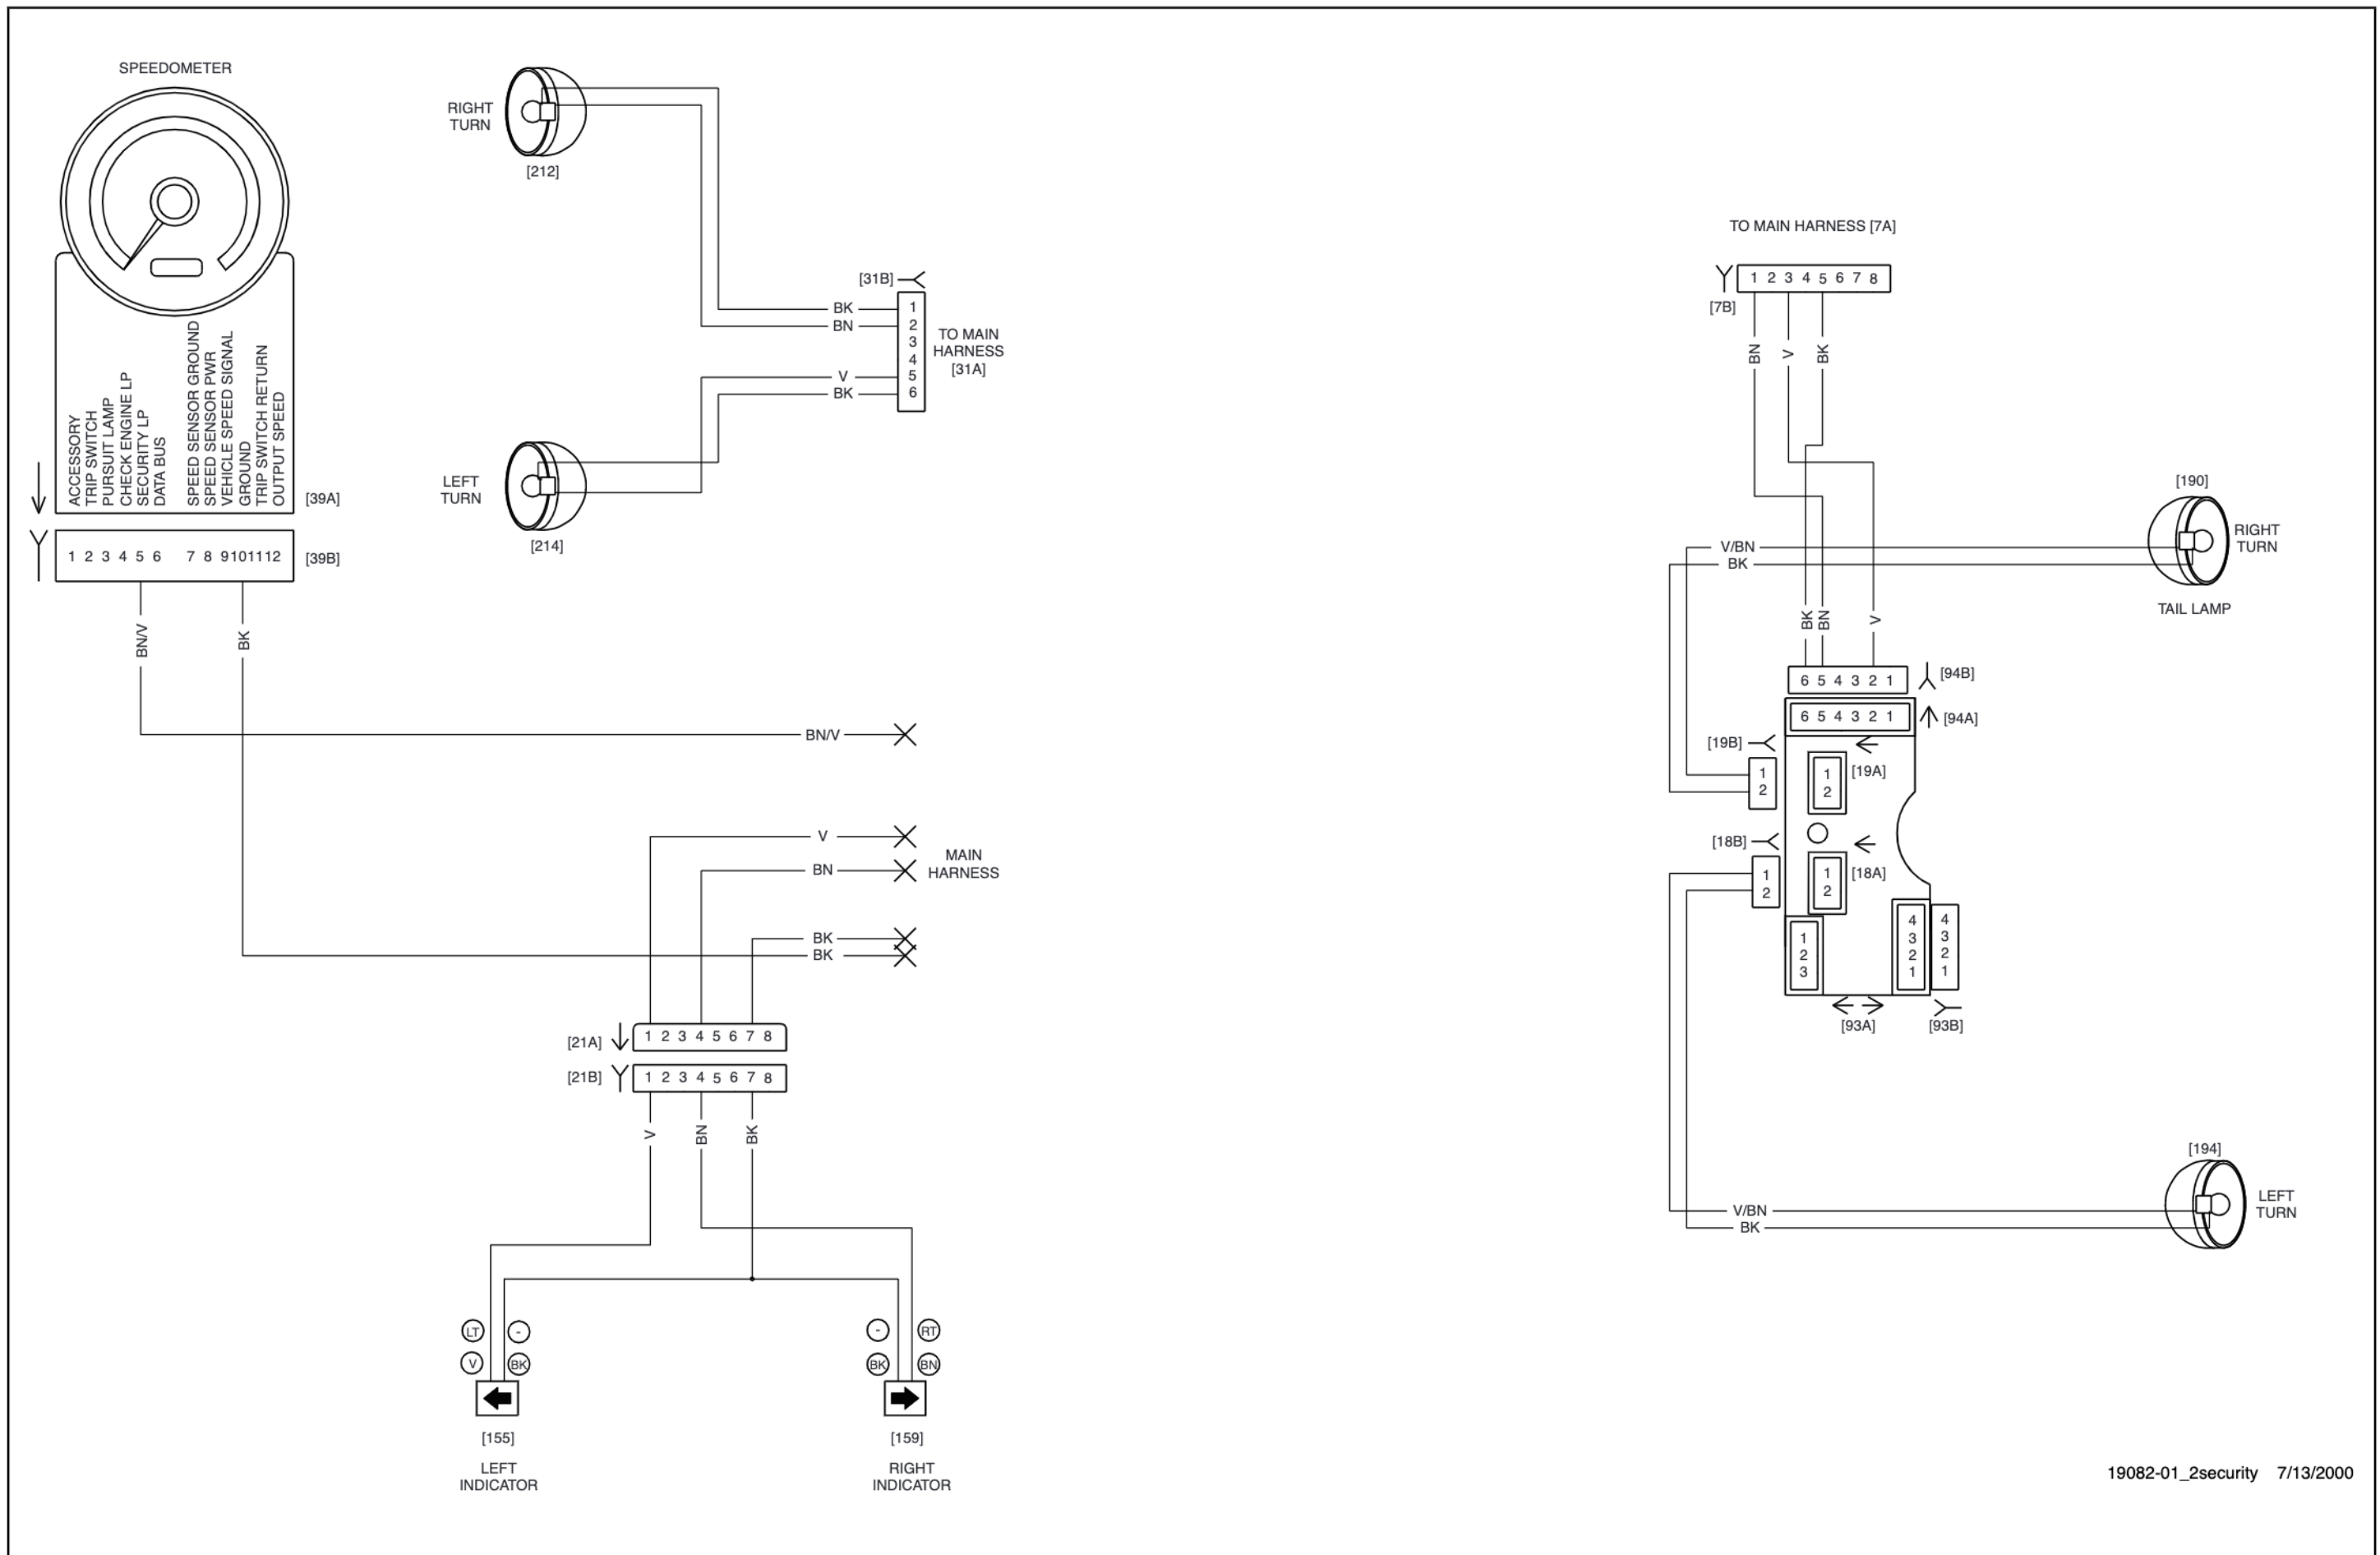 SPEEDOMETER
ACCESSORY
TRIP SWITCH
PURSUIT LAMP
CHECK ENGINE LP
SECURITY LP
DATA BUS
SPEED SENSOR GROUND
SPEED SENSOR PWR
VEHICLE SPEED SIGNAL
GROUND
TRIP SWITCH RETURN
OUTPUT SPEED
[39A]
1 2 3 4 5 6 7 8 9 10 11 12
[39B]
BN/V
BK
BN/V
RIGHT
TURN
[212]
LEFT
TURN
[214]
[31B]
BK
BN
V
BK
1
2
3
4
5
6
TO MAIN
HARNESS
[31A]
V
BN
BK
BK
MAIN
HARNESS
[21A]
1 2 3 4 5 6 7 8
[21B]
1 2 3 4 5 6 7 8
V
BN
BK
LT
-
V
BK
-
RT
BK
BN
[155]
LEFT
INDICATOR
[159]
RIGHT
INDICATOR
TO MAIN HARNESS [7A]
1 2 3 4 5 6 7 8
[7B]
BN
V
BK
[190]
RIGHT
TURN
TAIL LAMP
V/BN
BK
BK
BN
V
6 5 4 3 2 1
[94B]
6 5 4 3 2 1
[94A]
[19B]
1
2
1
2
[19A]
[18B]
1
2
1
2
[18A]
1
2
3
4
3
2
1
4
3
2
1
[93A]
[93B]
[194]
LEFT
TURN
V/BN
BK
19082-01_2security 7/13/2000